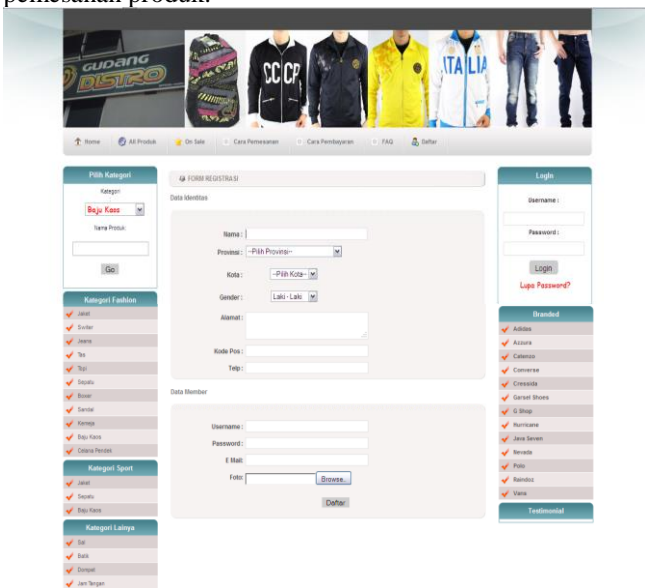 pemesanan produk.
GUDANG
DISTRO
CCCP
ITALIA
Home All Produk On Sale Cara Pemesanan Cara Pembayaran FAQ Daftar
Pilih Kategori
Kategori
Baju Kaos
Nama Produk:
Go
Kategori Fashion
Jaket
Switer
Jeans
Tas
Topi
Sepatu
Boxer
Sandal
Kemeja
Baju Kaos
Celana Pendek
Kategori Sport
Jaket
Sepatu
Baju Kaos
Kategori Lainya
Sal
Batik
Dompet
Jam Tangan
FORM REGISTRASI
Data Identitas
Nama :
Provinsi : --Pilih Provinsi--
Kota : --Pilih Kota--
Gender : Laki - Laki
Alamat :
Kode Pos :
Telp :
Data Member
Username :
Password :
E Mail:
Foto: Browse..
Daftar
Login
Username :
Password :
Login
Lupa Password?
Branded
Adidas
Azzura
Catenzo
Converse
Cressida
Garsel Shoes
G Shop
Hurricane
Java Seven
Nevada
Polo
Raindoz
Vans
Testimonial